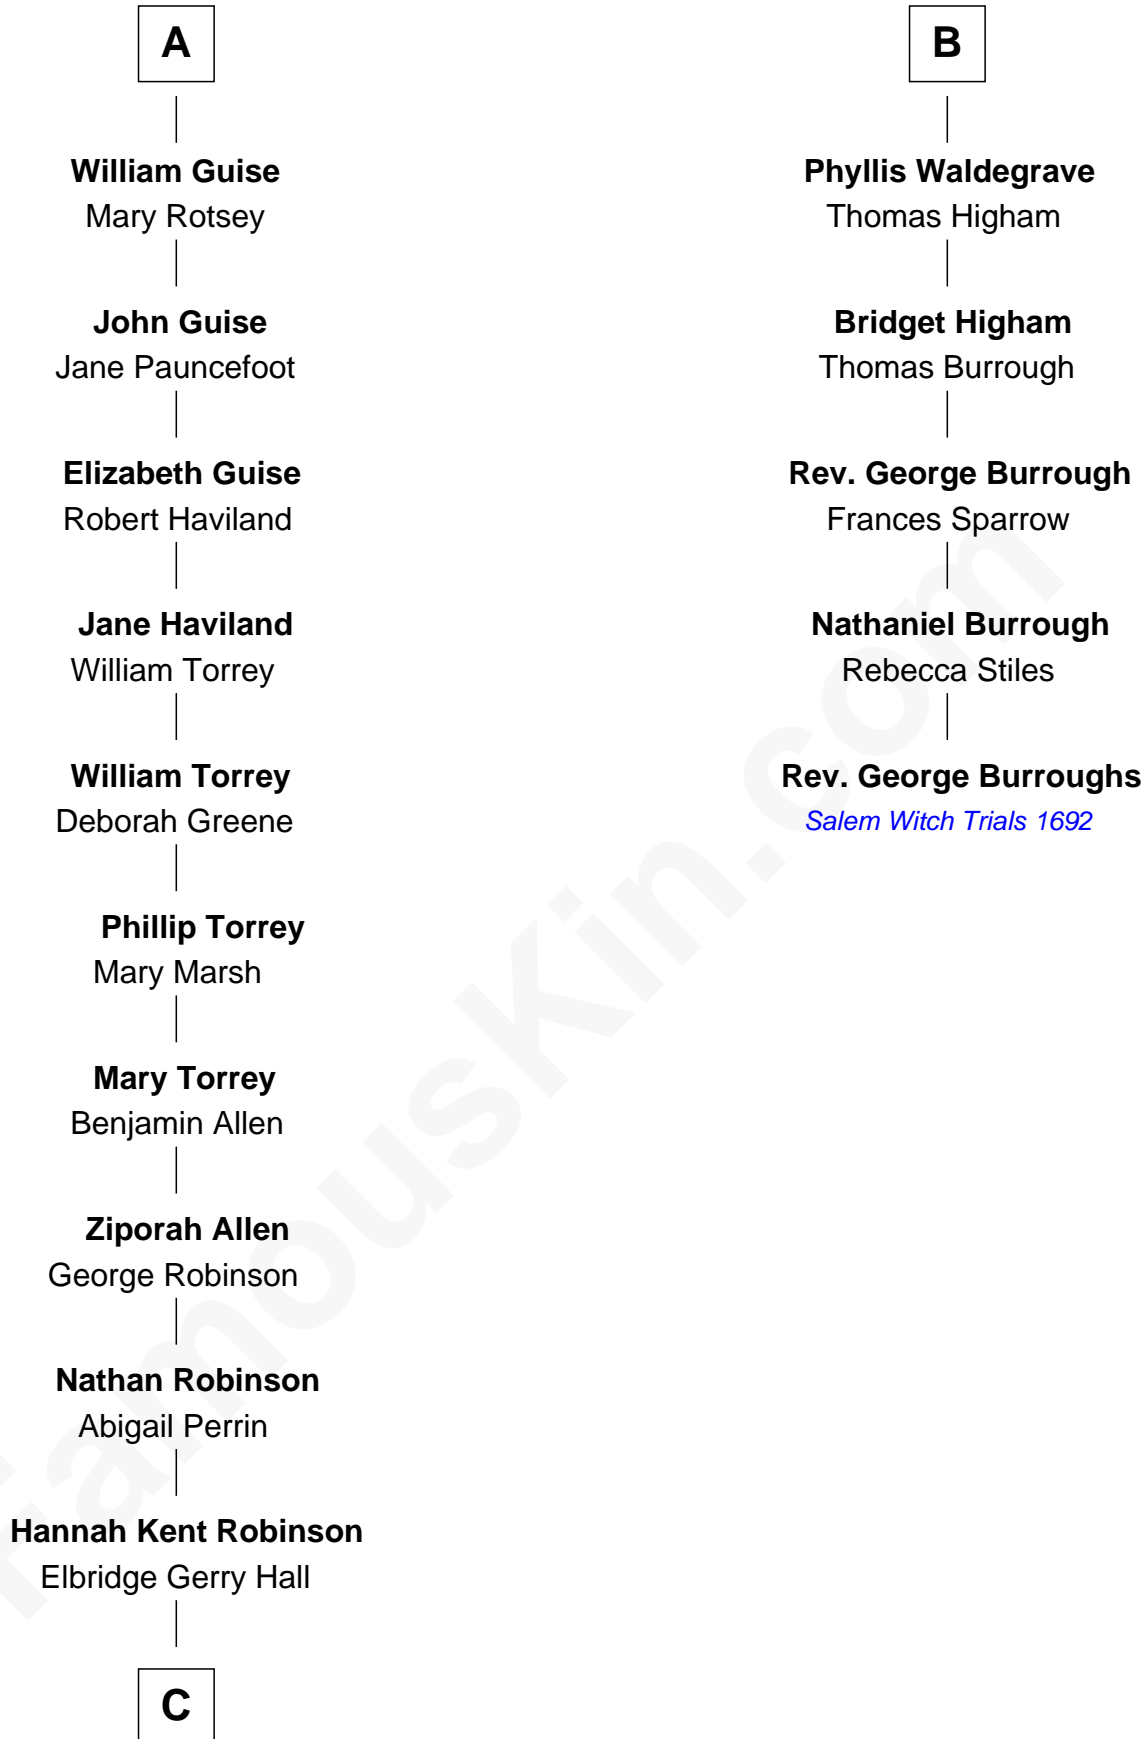 A
William Guise
Mary Rotsey
John Guise
Jane Pauncefoot
Elizabeth Guise
Robert Haviland
Jane Haviland
William Torrey
William Torrey
Deborah Greene
Phillip Torrey
Mary Marsh
Mary Torrey
Benjamin Allen
Ziporah Allen
George Robinson
Nathan Robinson
Abigail Perrin
Hannah Kent Robinson
Elbridge Gerry Hall
C
B
Phyllis Waldegrave
Thomas Higham
Bridget Higham
Thomas Burrough
Rev. George Burrough
Frances Sparrow
Nathaniel Burrough
Rebecca Stiles
Rev. George Burroughs
Salem Witch Trials 1692
FamousKin.com